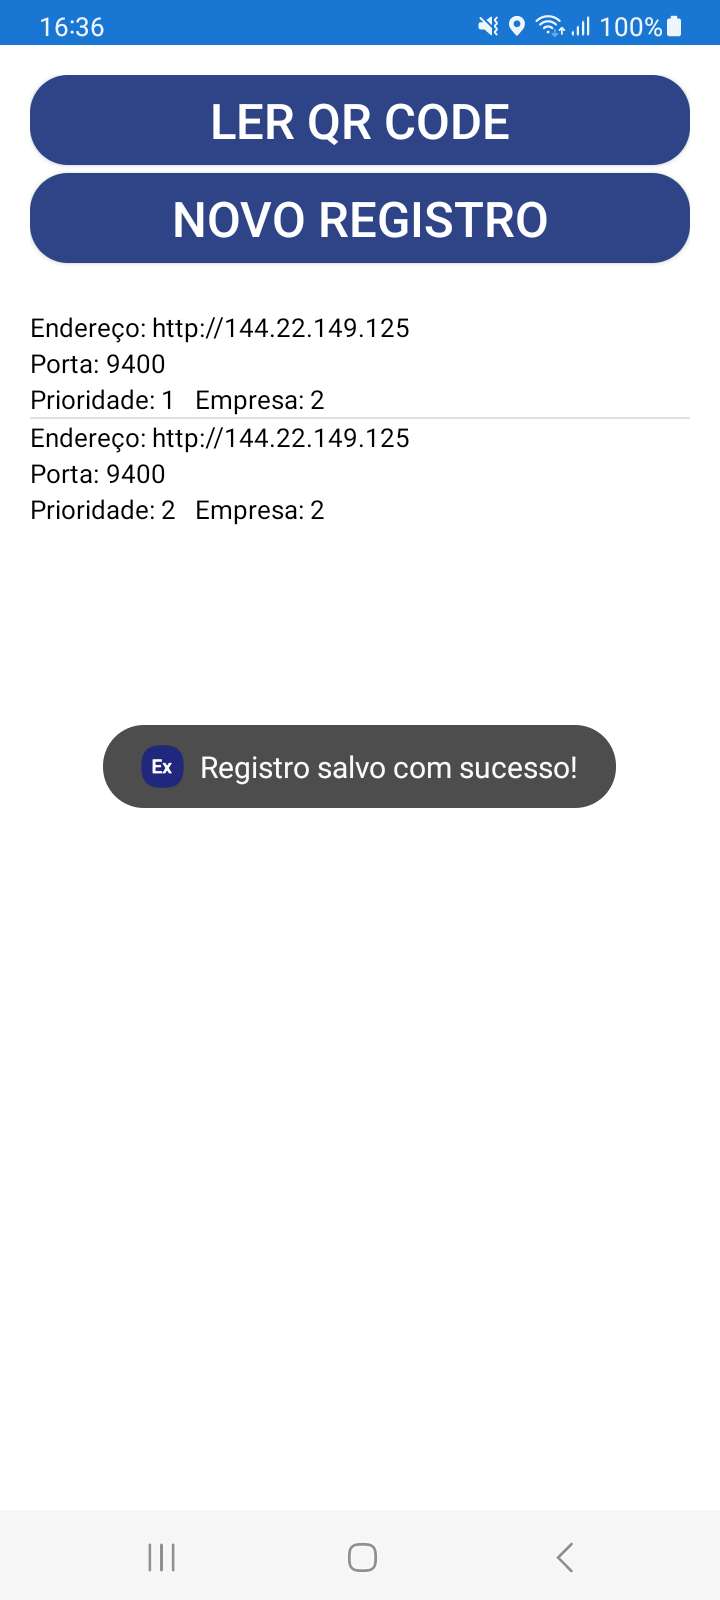 16:36
100%
LER QR CODE
NOVO REGISTRO
Endereço: http://144.22.149.125
Porta: 9400
Prioridade: 1 Empresa: 2
Endereço: http://144.22.149.125
Porta: 9400
Prioridade: 2 Empresa: 2
Ex Registro salvo com sucesso!